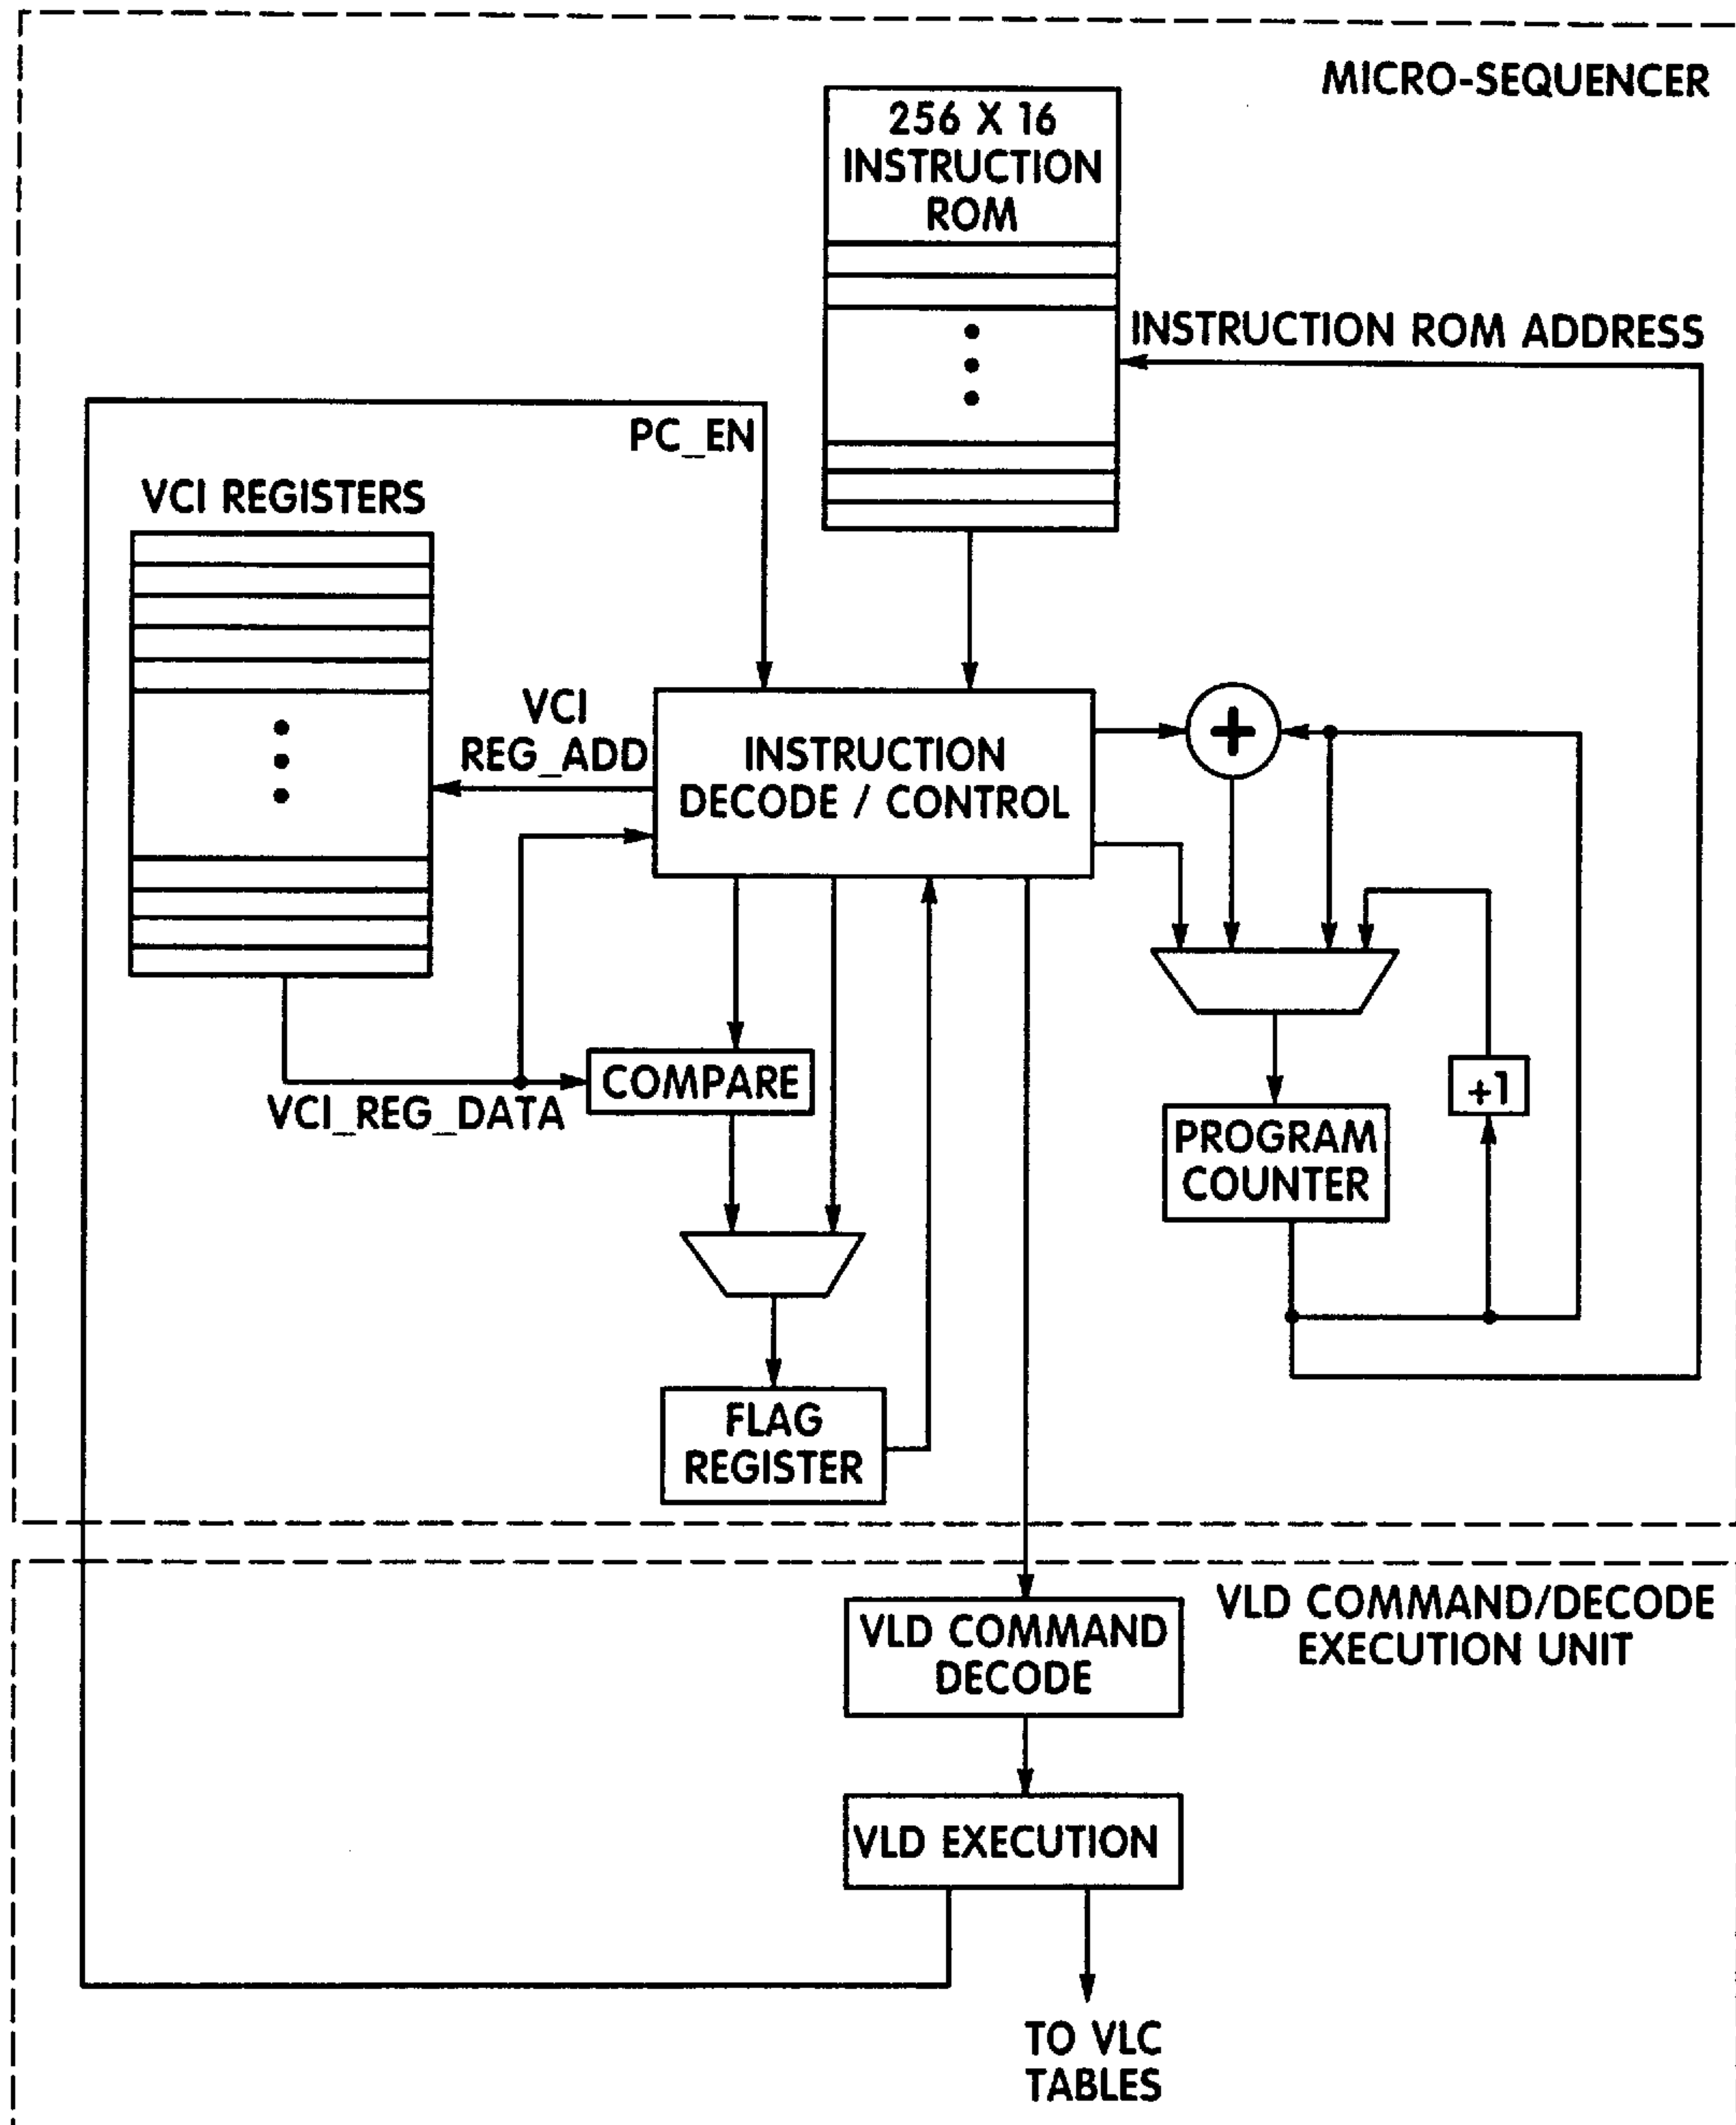 MICRO-SEQUENCER
256 X 16
INSTRUCTION
ROM
INSTRUCTION ROM ADDRESS
PC_EN
VCI REGISTERS
VCI
REG_ADD
INSTRUCTION
DECODE / CONTROL
+
COMPARE
VCI_REG_DATA
+1
PROGRAM
COUNTER
FLAG
REGISTER
VLD COMMAND
DECODE
VLD COMMAND/DECODE
EXECUTION UNIT
VLD EXECUTION
TO VLC
TABLES